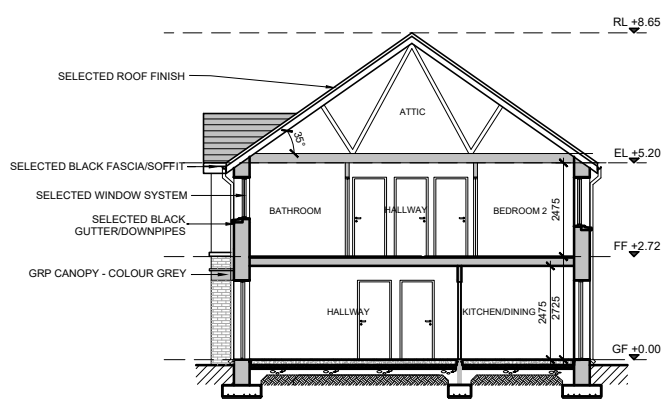 RL +8.65
SELECTED ROOF FINISH
ATTIC
35°
EL +5.20
SELECTED BLACK FASCIA/SOFFIT
SELECTED WINDOW SYSTEM
SELECTED BLACK
GUTTER/DOWNPIPES
BATHROOM
HALLWAY
BEDROOM 2
2475
FF +2.72
GRP CANOPY - COLOUR GREY
HALLWAY
KITCHEN/DINING
2475
2725
GF +0.00